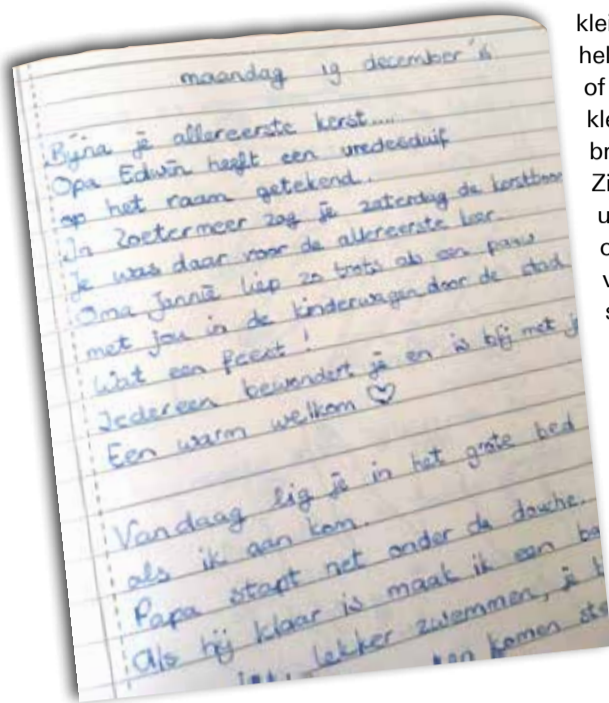 maandag 19 december '16
Bijna je allereerste kerst....
Opa Edwin heeft een vredesduif
op het raam getekend.
In Zoetermeer zag je zaterdag de kerstboom
Je was daar voor de allereerste keer.
Oma Jannie liep zo trots als een pauw
met jou in de kinderwagen door de stad
Wat een feest!
Iedereen bewondert je en is blij met je
Een warm welkom ♡
Vandaag lig je in het grote bed
als ik aan kom.
Papa stapt net onder de douche.
Als hij klaar is maak ik een
lekker zwemmen, je
komen
klei
hel
of
kle
br
Zi
u